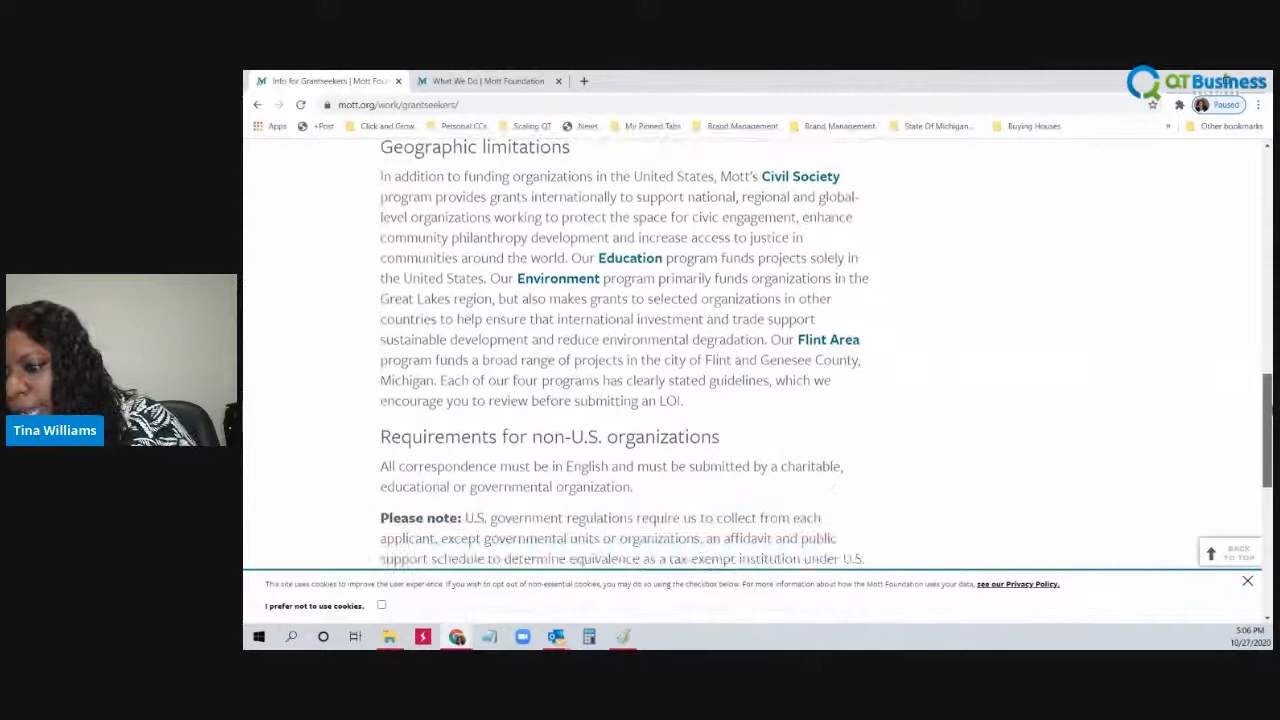 Info for Grantseekers | Mott Foun
What We Do | Mott Foundation
QT Business
mott.org/work/grantseekers/
Paused
Apps
+Post
Click and Grow
Personal CCs
Scaling QT
News
My Pinned Tabs
Brand Management
Brand Management
State Of Michigan...
Buying Houses
»
Other bookmarks
Geographic limitations
In addition to funding organizations in the United States, Mott's Civil Society
program provides grants internationally to support national, regional and global-
level organizations working to protect the space for civic engagement, enhance
community philanthropy development and increase access to justice in
communities around the world. Our Education program funds projects solely in
the United States. Our Environment program primarily funds organizations in the
Great Lakes region, but also makes grants to selected organizations in other
countries to help ensure that international investment and trade support
sustainable development and reduce environmental degradation. Our Flint Area
program funds a broad range of projects in the city of Flint and Genesee County,
Michigan. Each of our four programs has clearly stated guidelines, which we
encourage you to review before submitting an LOI.
Tina Williams
Requirements for non-U.S. organizations
All correspondence must be in English and must be submitted by a charitable,
educational or governmental organization.
Please note: U.S. government regulations require us to collect from each
applicant, except governmental units or organizations, an affidavit and public
support schedule to determine equivalence as a tax-exempt institution under U.S.
BACK
TO TOP
This site uses cookies to improve the user experience. If you wish to opt out of non-essential cookies, you may do so using the checkbox below. For more information about how the Mott Foundation uses your data, see our Privacy Policy.
I prefer not to use cookies.
5:06 PM
10/27/2020